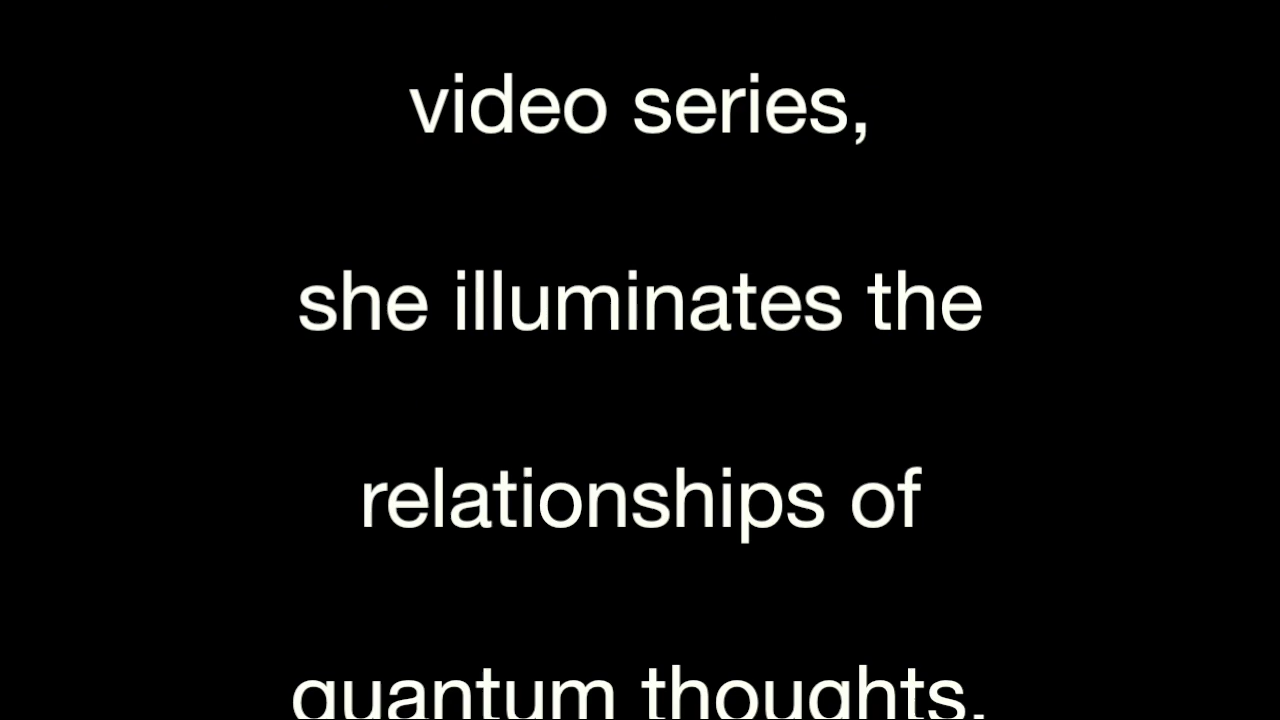 video series,
she illuminates the
relationships of
quantum thoughts,